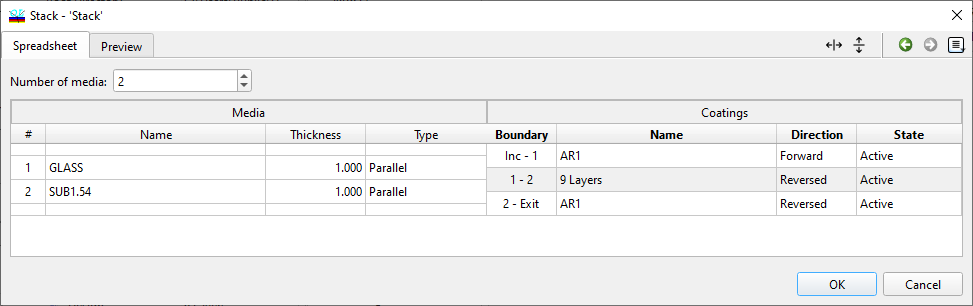 Stack - 'Stack'
Spreadsheet Preview
Number of media: 2
Media Coatings
# Name Thickness Type Boundary Name Direction State
Inc - 1 AR1 Forward Active
1 GLASS 1.000 Parallel
1 - 2 9 Layers Reversed Active
2 SUB1.54 1.000 Parallel
2 - Exit AR1 Reversed Active
OK Cancel